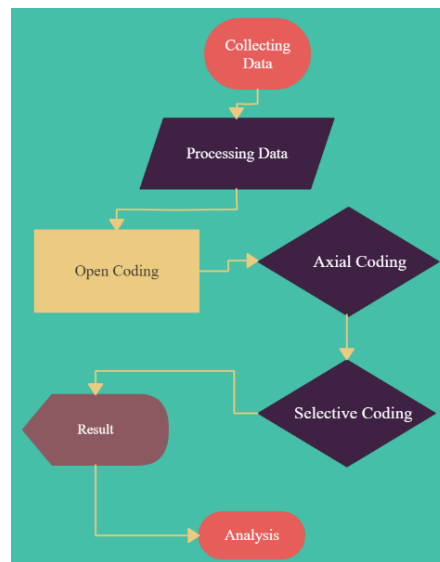 Collecting
Data
Processing Data
Open Coding
Axial Coding
Selective Coding
Result
Analysis